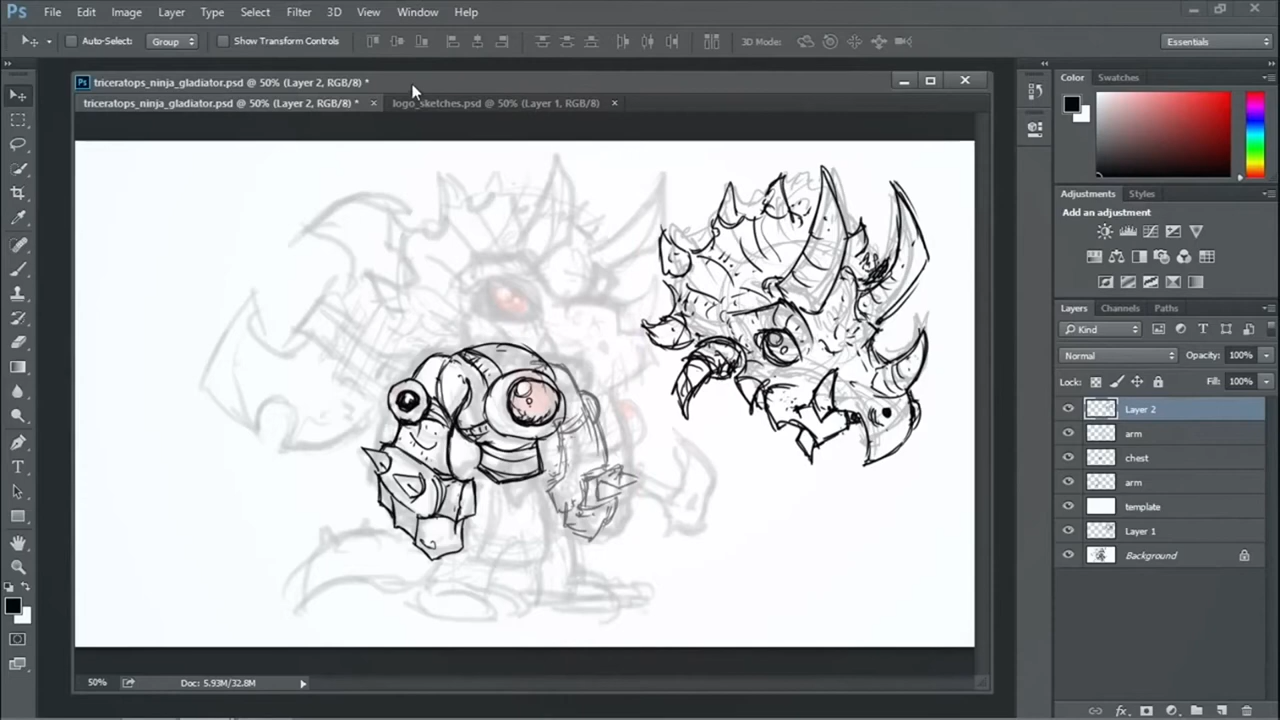 Ps File Edit Image Layer Type Select Filter 3D View Window Help
Auto-Select: Group Show Transform Controls 3D Mode: Essentials
Ps triceratops_ninja_gladiator.psd @ 50% (Layer 2, RGB/8) *
triceratops_ninja_gladiator.psd @ 50% (Layer 2, RGB/8) * × logo_sketches.psd @ 50% (Layer 1, RGB/8) ×
Color Swatches
Adjustments Styles
Add an adjustment
Layers Channels Paths
Kind
Normal Opacity: 100%
Lock: Fill: 100%
Layer 2
arm
chest
arm
template
Layer 1
Background
50% Doc: 5.93M/32.8M